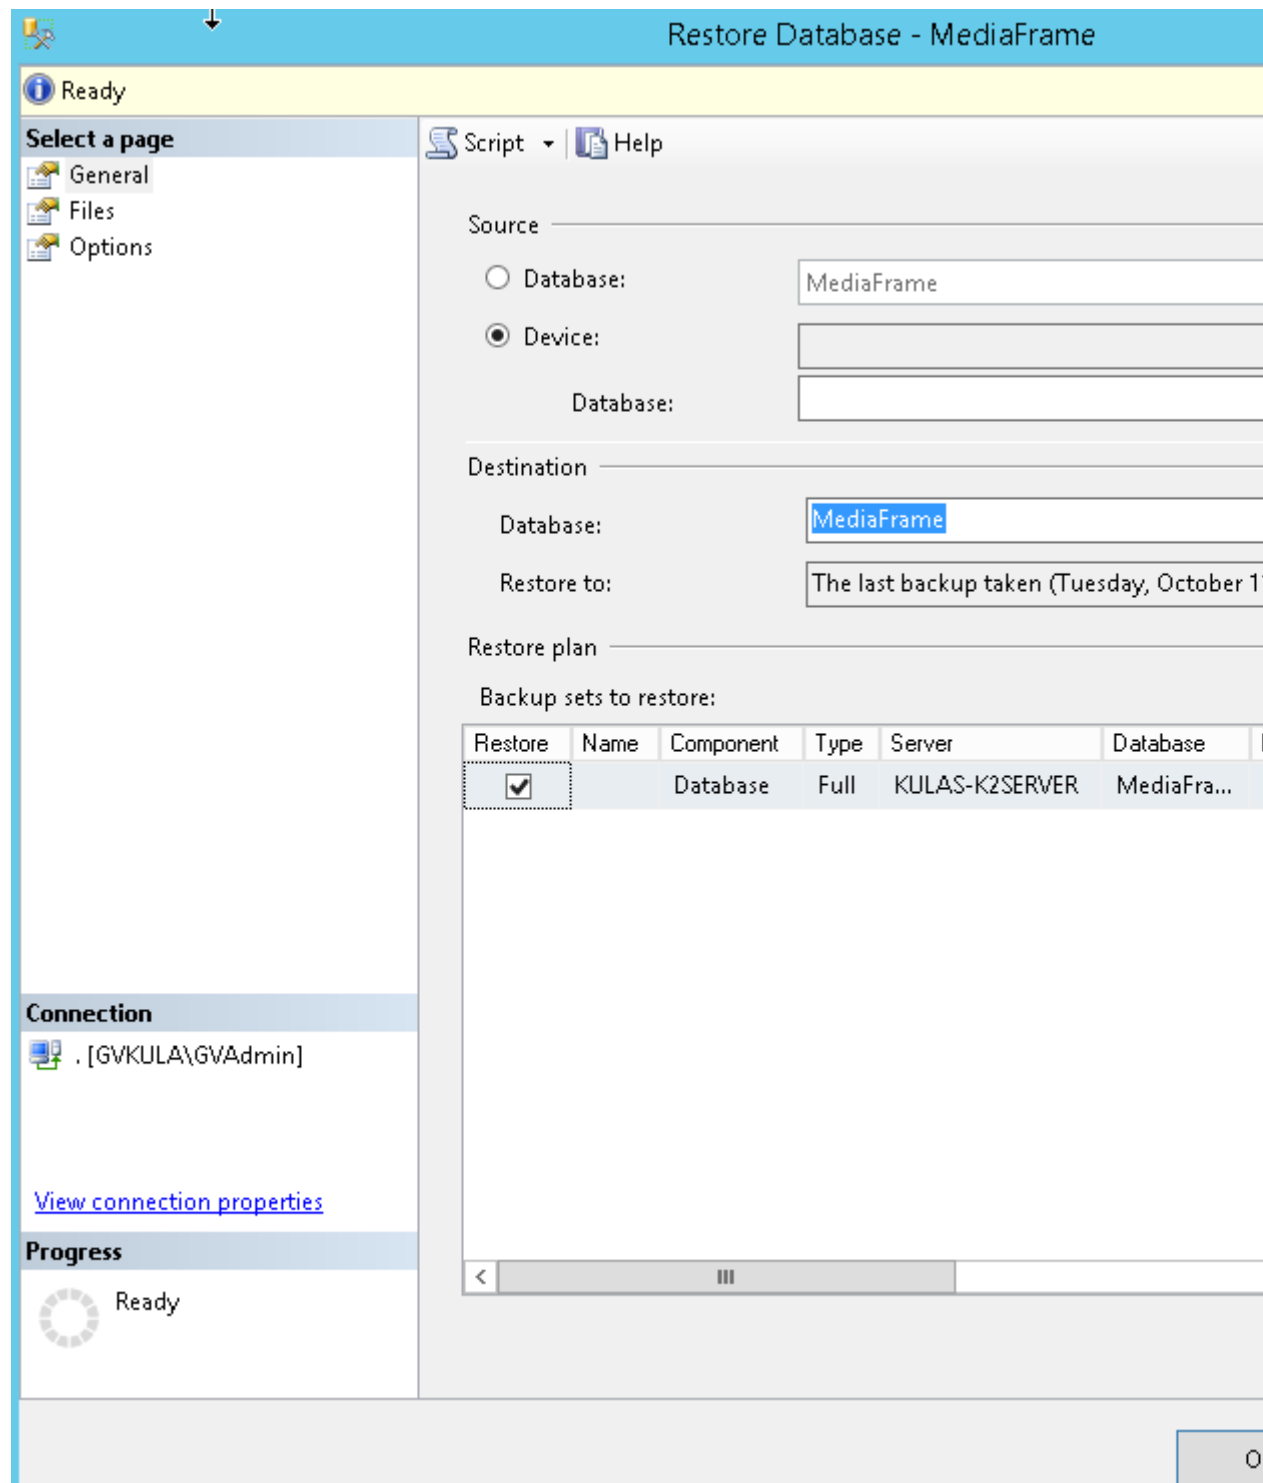 Restore Database - MediaFrame
Ready
Select a page
General
Files
Options
Script Help
Source
Database: MediaFrame
Device:
Database:
Destination
Database: MediaFrame
Restore to: The last backup taken (Tuesday, October
Restore plan
Backup sets to restore:
Restore Name Component Type Server Database
Database Full KULAS-K2SERVER MediaFra...
Connection
. [GVKULA\GVAdmin]
View connection properties
Progress
Ready